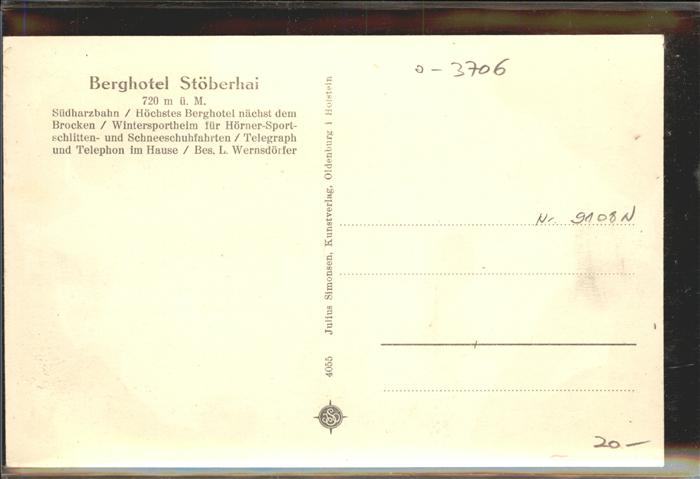 Berghotel Stöberhai
720 m ü. M.
Südharzbahn / Höchstes Berghotel nächst dem
Brocken / Wintersportheim für Hörner-Sport-
schlitten- und Schneeschuhfahrten / Telegraph
und Telephon im Hause / Bes. L. Wernsdörfer
4055 Julius Simonsen, Kunstverlag, Oldenburg i Holstein
o - 3706
Nr. 9108N
20 -